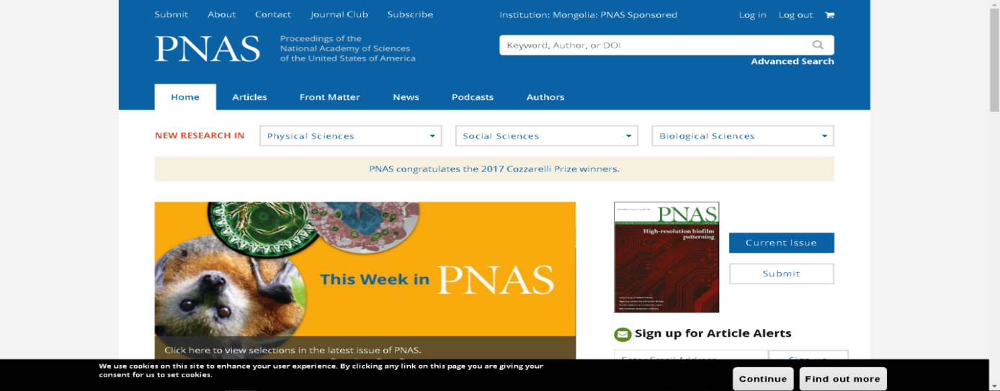 Submit About Contact Journal Club Subscribe Institution: Mongolia: PNAS Sponsored Log in Log out
PNAS
Proceedings of the
National Academy of Sciences
of the United States of America
Keyword, Author, or DOI
Advanced Search
Home Articles Front Matter News Podcasts Authors
NEW RESEARCH IN Physical Sciences Social Sciences Biological Sciences
PNAS congratulates the 2017 Cozzarelli Prize winners.
This Week in PNAS
Click here to view selections in the latest issue of PNAS.
PNAS
High-resolution biofilm
patterning
Current Issue
Submit
Sign up for Article Alerts
Enter Email Address Sign up
We use cookies on this site to enhance your user experience. By clicking any link on this page you are giving your
consent for us to set cookies.
Continue Find out more